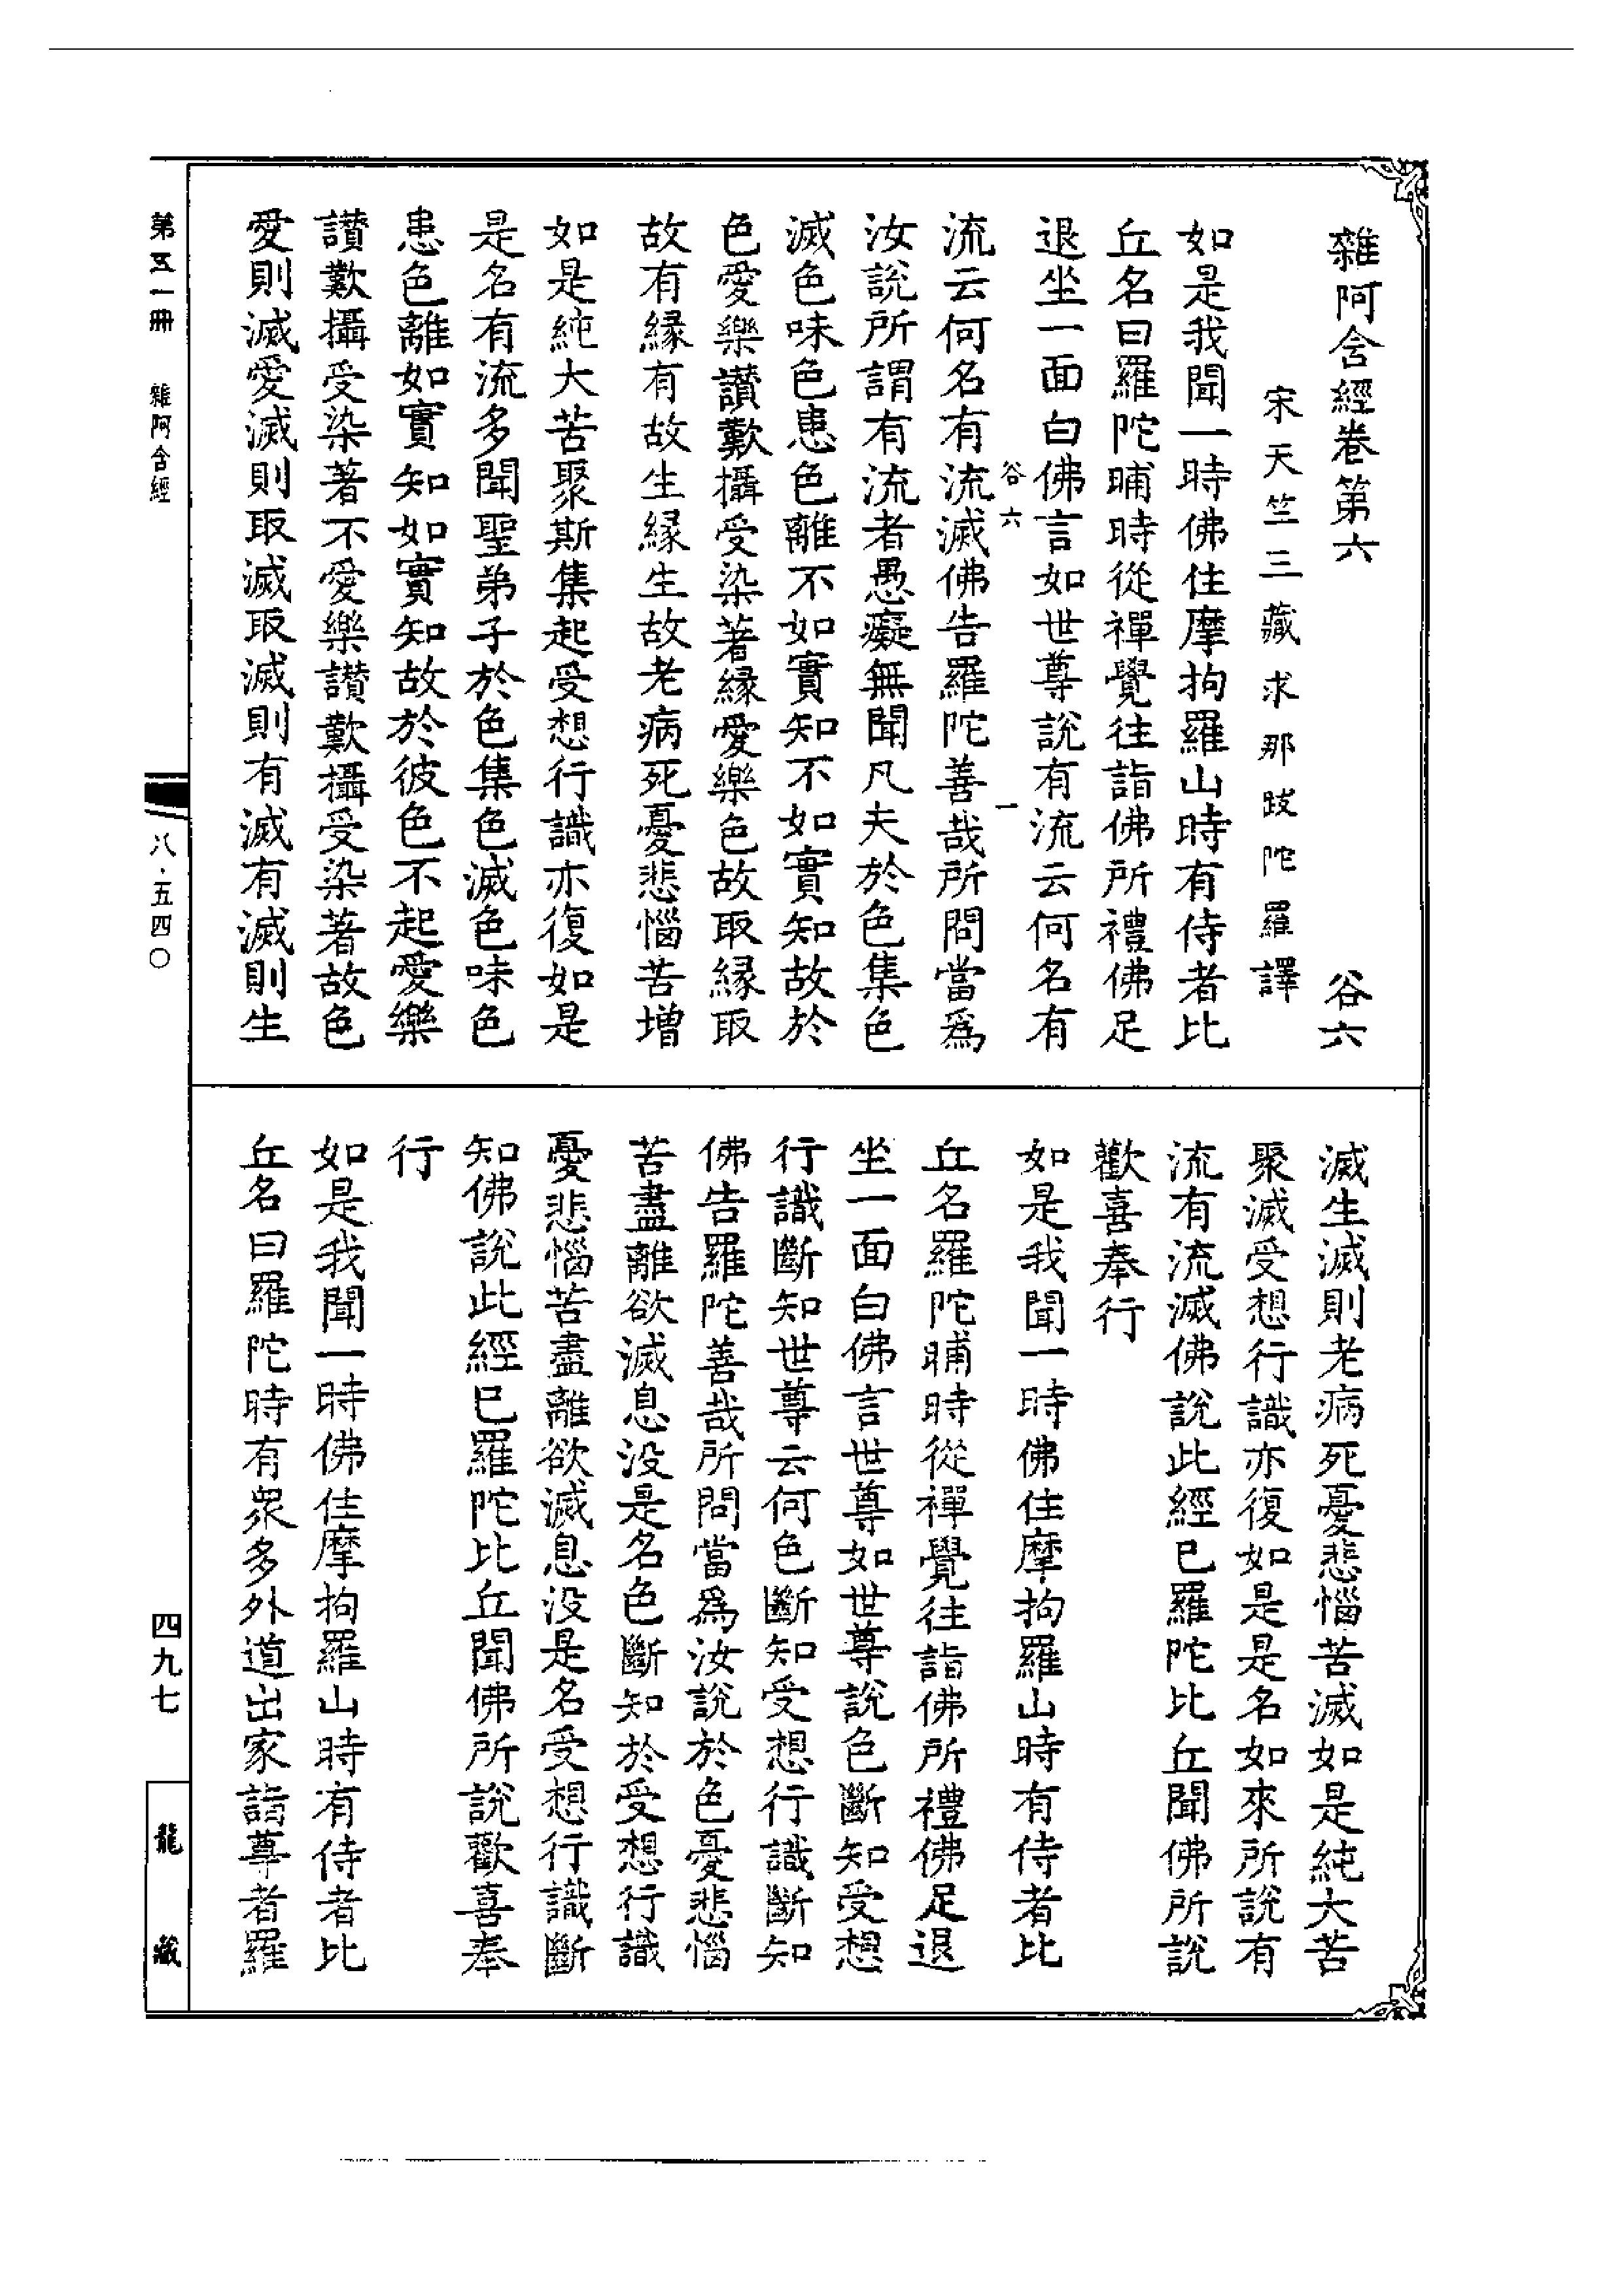 雜阿含經卷第六　谷六
宋天竺三藏求那跋陀羅譯
如是我聞一時佛住摩拘羅山時有侍者比
丘名曰羅陀晡時從禪覺往詣佛所禮佛足
退坐一面白佛言如世尊說有流云何名有
谷六　一
流云何名有流滅佛告羅陀善哉所問當爲
汝說所謂有流者愚癡無聞凡夫於色集色
滅色味色患色離不如實知不如實知故於
色愛樂讃歎攝受染著緣愛樂色故取緣取
故有緣有故生緣生故老病死憂悲惱苦增
如是純大苦聚斯集起受想行識亦復如是
是名有流多聞聖弟子於色集色滅色味色
患色離如實知如實知故於彼色不起愛樂
讃歎攝受染著不愛樂讃歎攝受染著故色
愛則滅愛滅則取滅取滅則有滅有滅則生
滅生滅則老病死憂悲惱苦滅如是純大苦
聚滅受想行識亦復如是是名如來所說有
流有流滅佛說此經已羅陀比丘聞佛所說
歡喜奉行
如是我聞一時佛住摩拘羅山時有侍者比
丘名羅陀晡時從禪覺往詣佛所禮佛足退
坐一面白佛言世尊如世尊說色斷知受想
行識斷知世尊云何色斷知受想行識斷知
佛告羅陀善哉所問當爲汝說於色憂悲惱
苦盡離欲滅息没是名色斷知於受想行識
憂悲惱苦盡離欲滅息没是名受想行識斷
知佛說此經已羅陀比丘聞佛所說歡喜奉
行
如是我聞一時佛住摩拘羅山時有侍者比
丘名曰羅陀時有衆多外道出家詣尊者羅
第五一册　雜阿含經
八·五四〇
四九七
龍藏